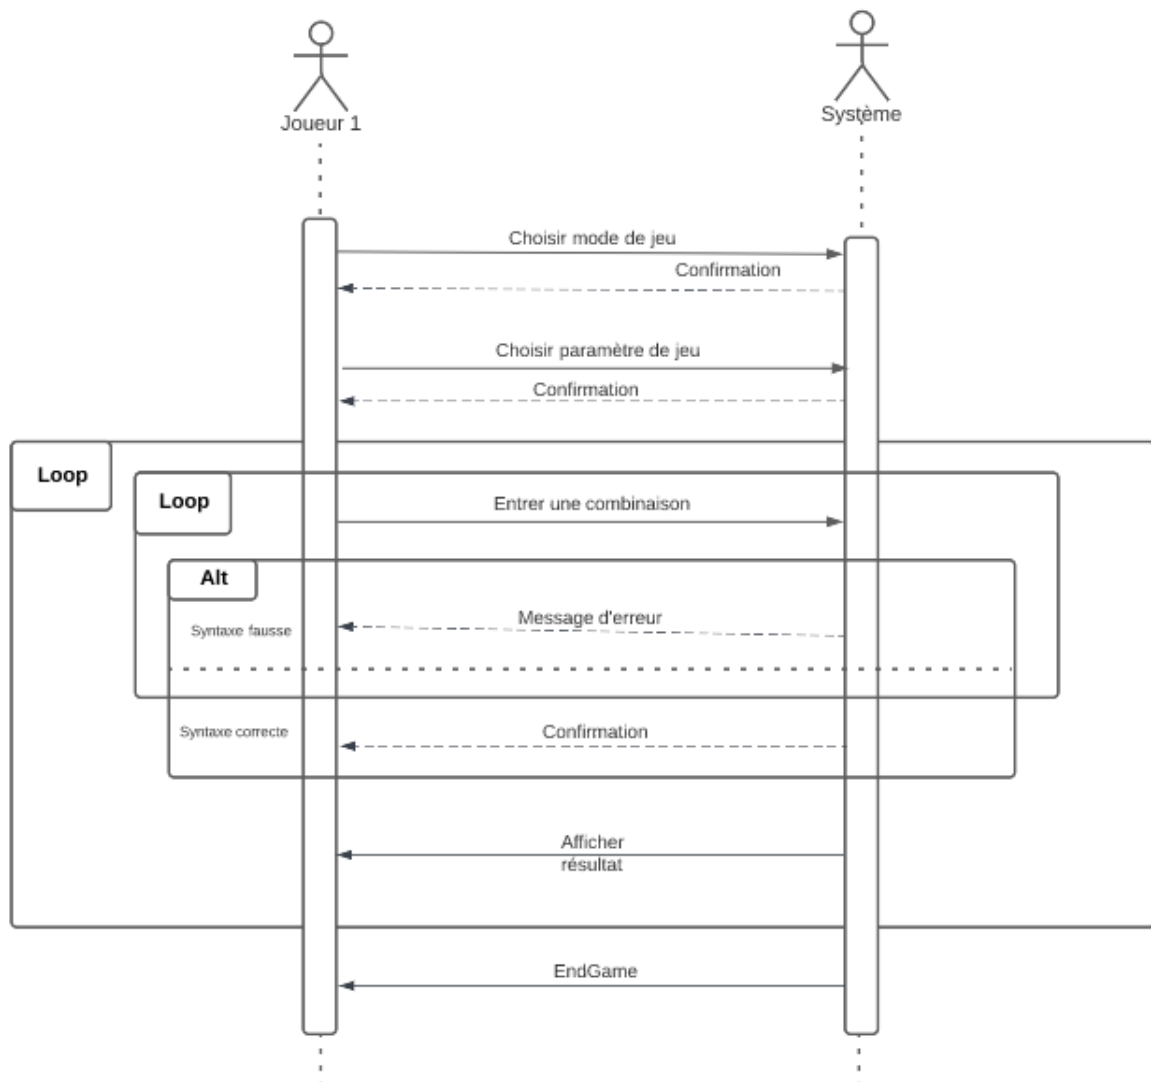 Joueur 1
Système
Choisir mode de jeu
Confirmation
Choisir paramètre de jeu
Confirmation
Loop
Loop
Entrer une combinaison
Alt
Message d'erreur
Syntaxe fausse
Syntaxe correcte
Confirmation
Afficher
résultat
EndGame